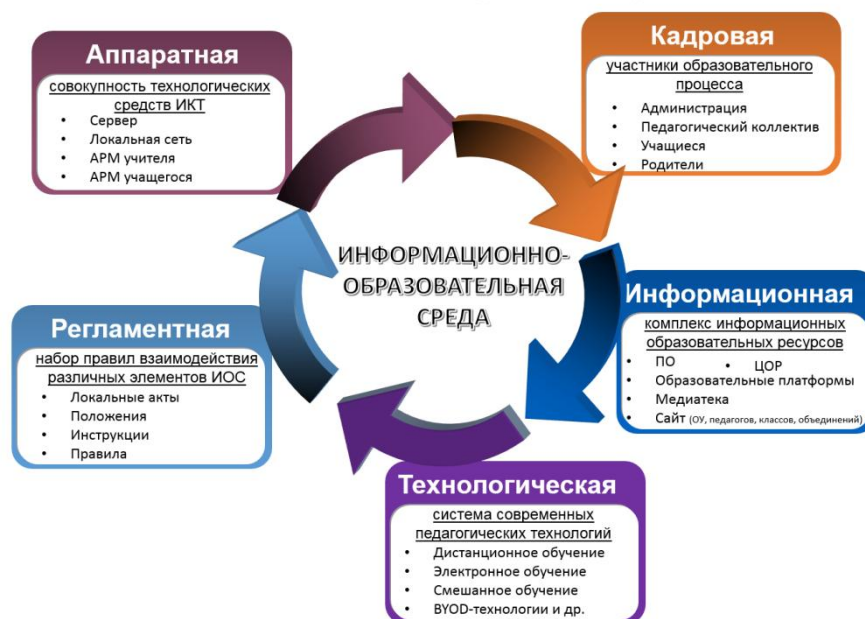 Аппаратная
совокупность технологических
средств ИКТ
• Сервер
• Локальная сеть
• АРМ учителя
• АРМ учащегося
Кадровая
участники образовательного
процесса
• Администрация
• Педагогический коллектив
• Учащиеся
• Родители
ИНФОРМАЦИОННО-
ОБРАЗОВАТЕЛЬНАЯ
СРЕДА
Регламентная
набор правил взаимодействия
различных элементов ИОС
• Локальные акты
• Положения
• Инструкции
• Правила
Информационная
комплекс информационных
образовательных ресурсов
• ПО • ЦОР
• Образовательные платформы
• Медиатека
• Сайт (ОУ, педагогов, классов, объединений)
Технологическая
система современных
педагогических технологий
• Дистанционное обучение
• Электронное обучение
• Смешанное обучение
• BYOD-технологии и др.